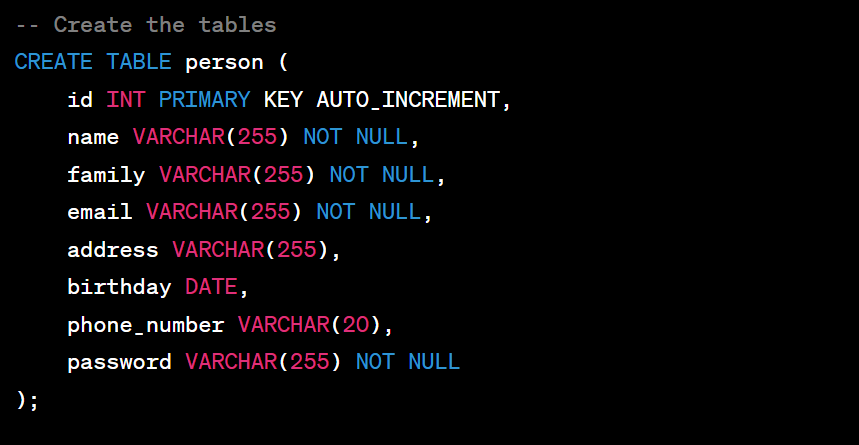 -- Create the tables
CREATE TABLE person (
    id INT PRIMARY KEY AUTO_INCREMENT,
    name VARCHAR(255) NOT NULL,
    family VARCHAR(255) NOT NULL,
    email VARCHAR(255) NOT NULL,
    address VARCHAR(255),
    birthday DATE,
    phone_number VARCHAR(20),
    password VARCHAR(255) NOT NULL
);